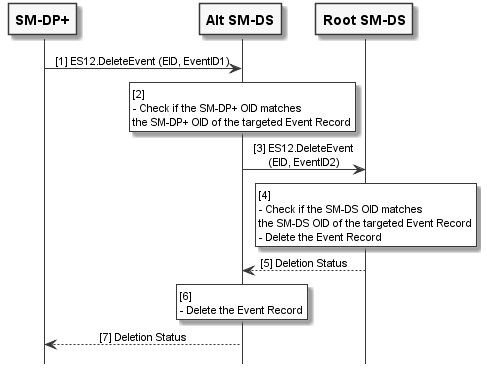 SM-DP+
Alt SM-DS
Root SM-DS
[1] ES12.DeleteEvent (EID, EventID1)
[2]
- Check if the SM-DP+ OID matches
the SM-DP+ OID of the targeted Event Record
[3] ES12.DeleteEvent
(EID, EventID2)
[4]
- Check if the SM-DS OID matches
the SM-DS OID of the targeted Event Record
- Delete the Event Record
[5] Deletion Status
[6]
- Delete the Event Record
[7] Deletion Status